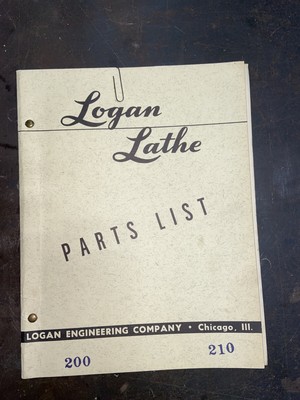 Logan
Lathe
PARTS LIST
LOGAN ENGINEERING COMPANY • Chicago, Ill.
200 210